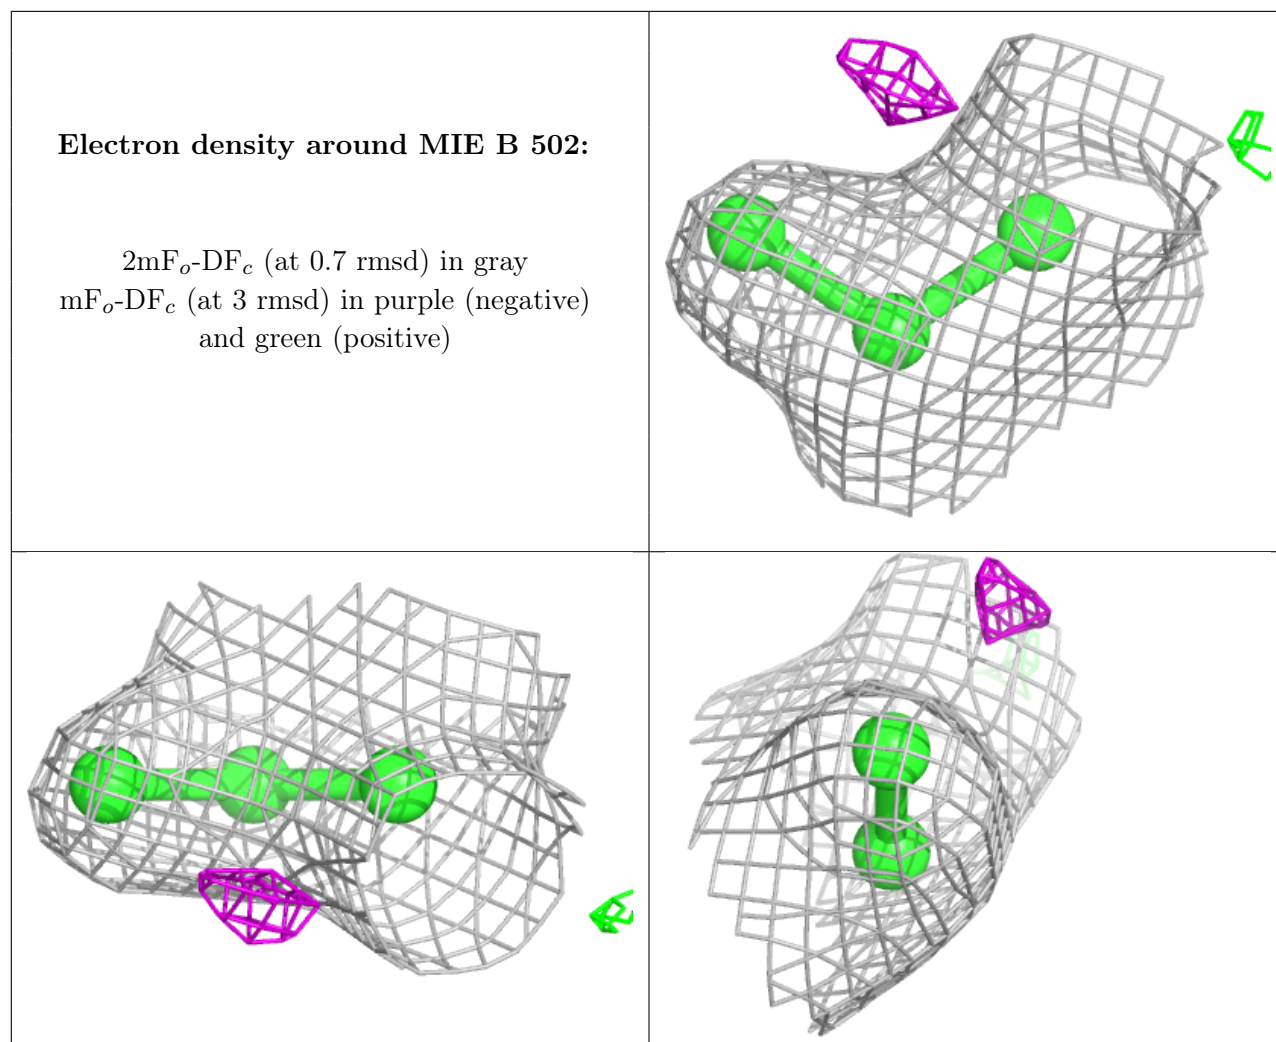 Electron density around MIE B 502:
2mFo-DFc (at 0.7 rmsd) in gray
mFo-DFc (at 3 rmsd) in purple (negative)
and green (positive)